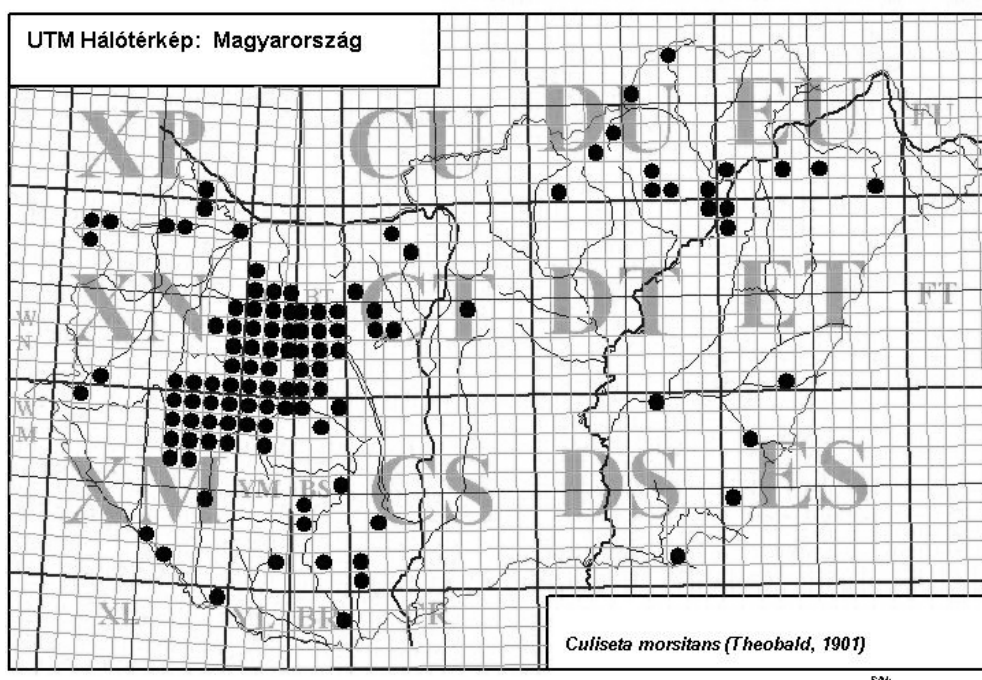 UTM Hálótérkép: Magyarország
XP CU DU EU FU
XN BT CT DT ET FT
W
N
W
M
XM YM BS CS DS ES
XL YL BR CR
Culiseta morsitans (Theobald, 1901)